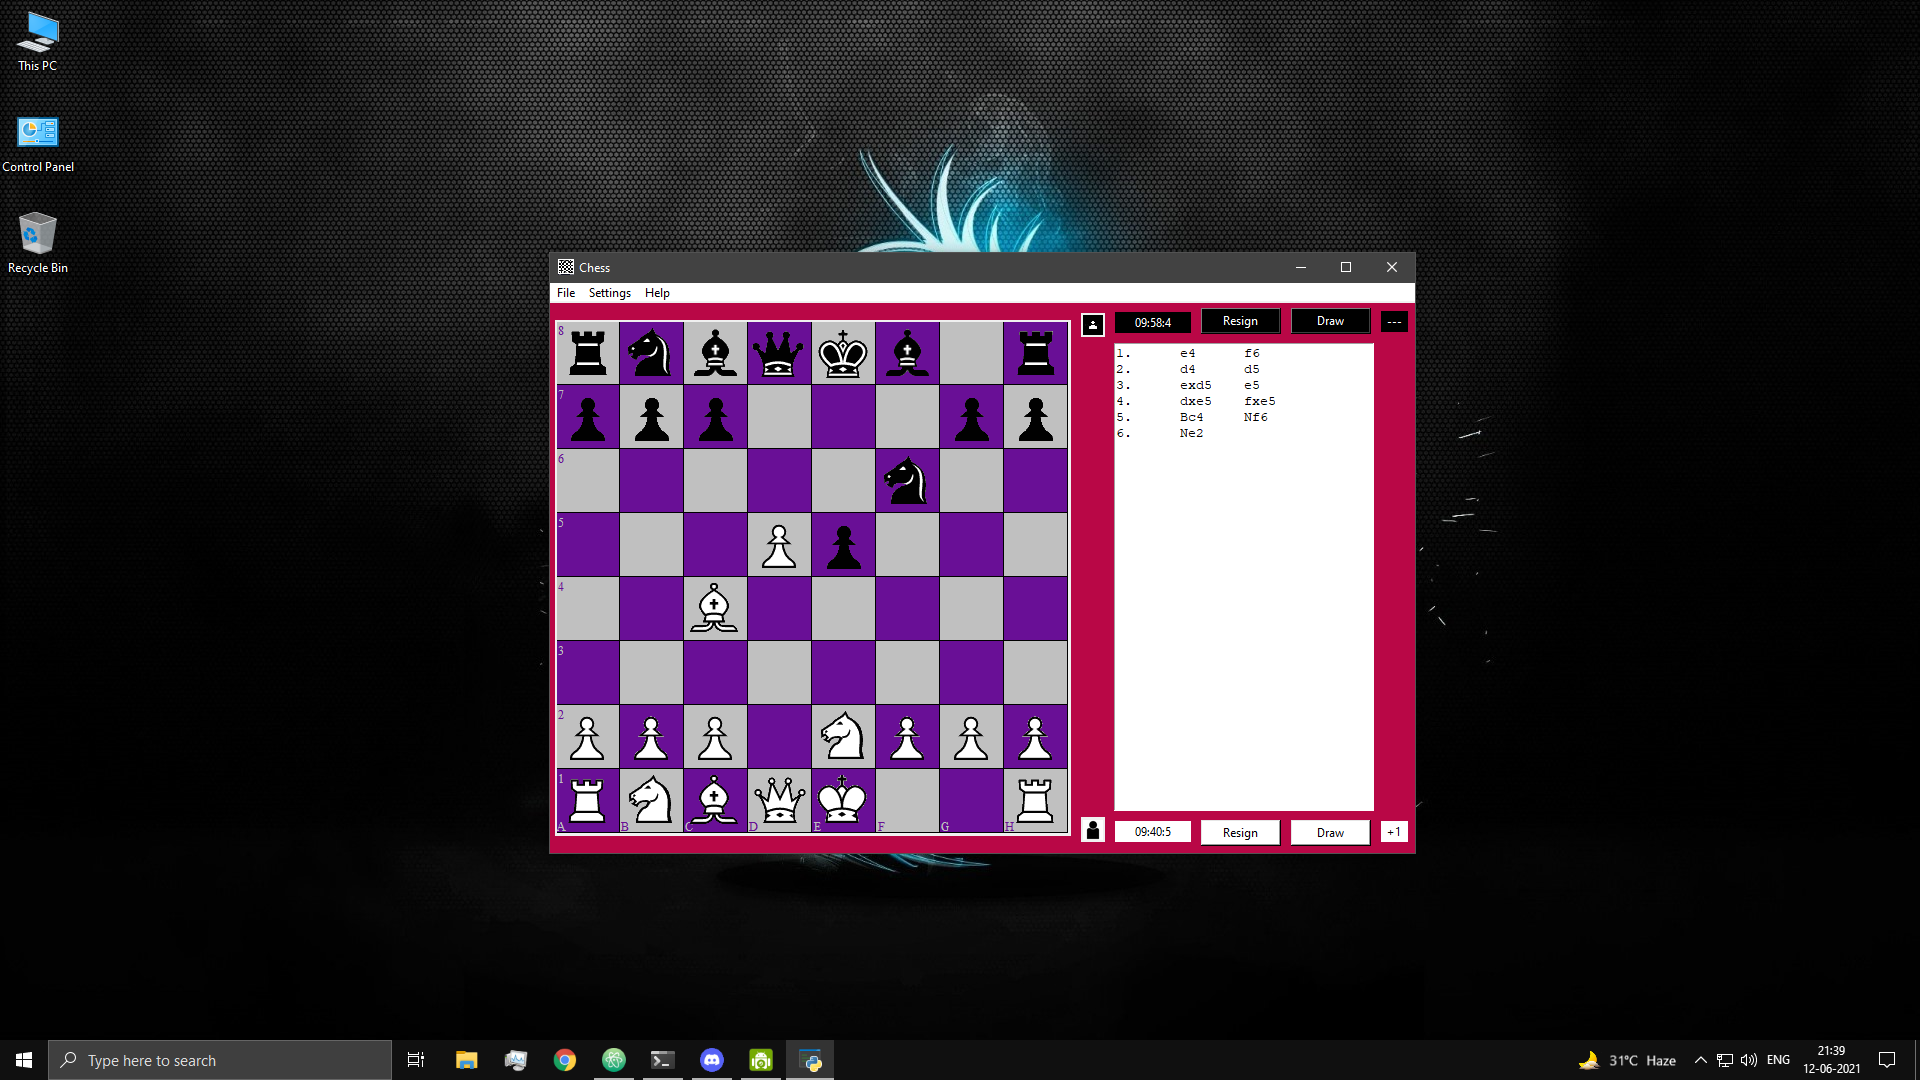 This PC
Control Panel
Recycle Bin
Chess
File Settings Help
09:58:4 Resign Draw ---
8
7
6
5
4
3
2
1
A B C D E F G H
1. e4 f6
2. d4 d5
3. exd5 e5
4. dxe5 fxe5
5. Bc4 Nf6
6. Ne2
09:40:5 Resign Draw +1
Type here to search
31°C Haze
ENG
21:39
12-06-2021